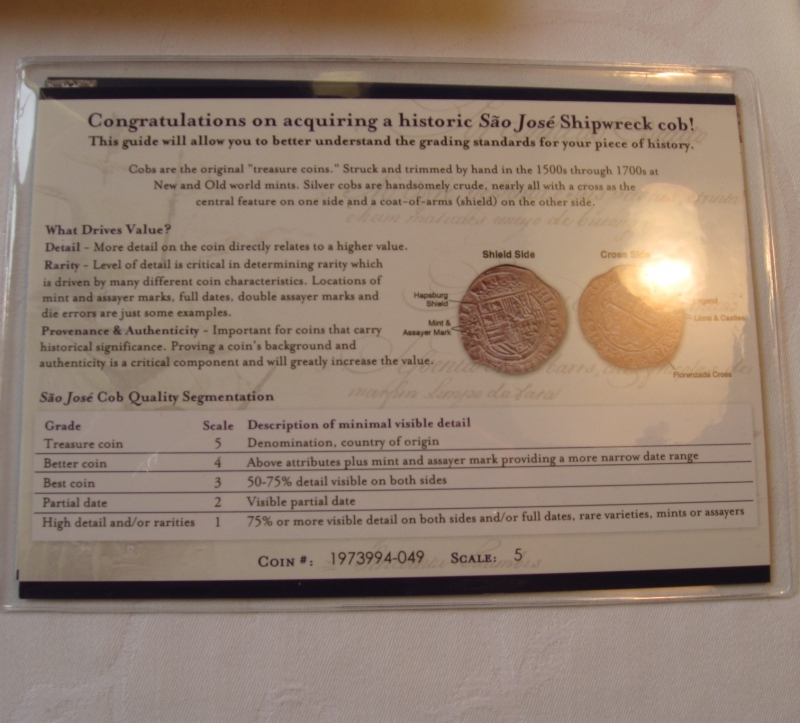 Congratulations on acquiring a historic São José Shipwreck cob!
This guide will allow you to better understand the grading standards for your piece of history.
Cobs are the original "treasure coins." Struck and trimmed by hand in the 1500s through 1700s at
New and Old world mints. Silver cobs are handsomely crude, nearly all with a cross as the
central feature on one side and a coat-of-arms (shield) on the other side.
What Drives Value?
Detail - More detail on the coin directly relates to a higher value.
Rarity - Level of detail is critical in determining rarity which
is driven by many different coin characteristics. Locations of
mint and assayer marks, full dates, double assayer marks and
die errors are just some examples.
Provenance & Authenticity - Important for coins that carry
historical significance. Proving a coin's background and
authenticity is a critical component and will greatly increase the value.
Shield Side
Hapsburg
Shield
Mint &
Assayer Mark
Cross Side
Legend
Lions & Castles
Florenzada Cross
São José Cob Quality Segmentation
Grade Scale Description of minimal visible detail
Treasure coin 5 Denomination, country of origin
Better coin 4 Above attributes plus mint and assayer mark providing a more narrow date range
Best coin 3 50-75% detail visible on both sides
Partial date 2 Visible partial date
High detail and/or rarities 1 75% or more visible detail on both sides and/or full dates, rare varieties, mints or assayers
Coin #: 1973994-049 Scale: 5